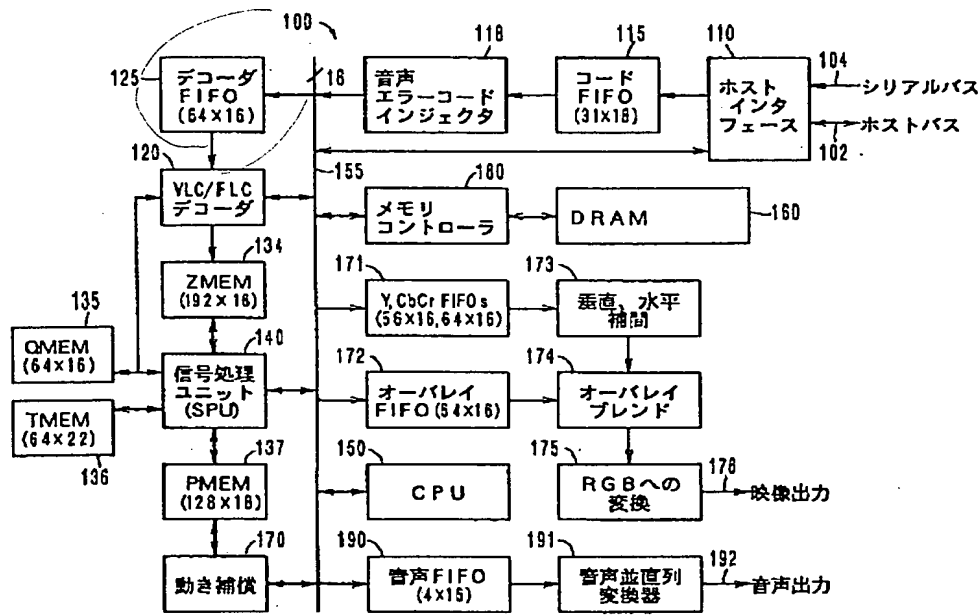 100
125
デコーダ
FIFO
(64×16)
16
118
音声
エラーコード
インジェクタ
115
コード
FIFO
(31×18)
110
ホスト
インタ
フェース
104
シリアルバス
ホストバス
102
120
VLC/FLC
デコーダ
155
180
メモリ
コントローラ
DRAM
160
134
ZMEM
(192×16)
171
Y,CbCr FIFOs
(56×16,64×16)
173
垂直、水平
補間
135
QMEM
(64×16)
140
信号処理
ユニット
(SPU)
172
オーバレイ
FIFO(64×16)
174
オーバレイ
ブレンド
TMEM
(64×22)
136
137
PMEM
(128×18)
150
CPU
175
RGBへの
変換
178
映像出力
170
動き補償
190
音声FIFO
(4×16)
191
音声並直列
変換器
192
音声出力